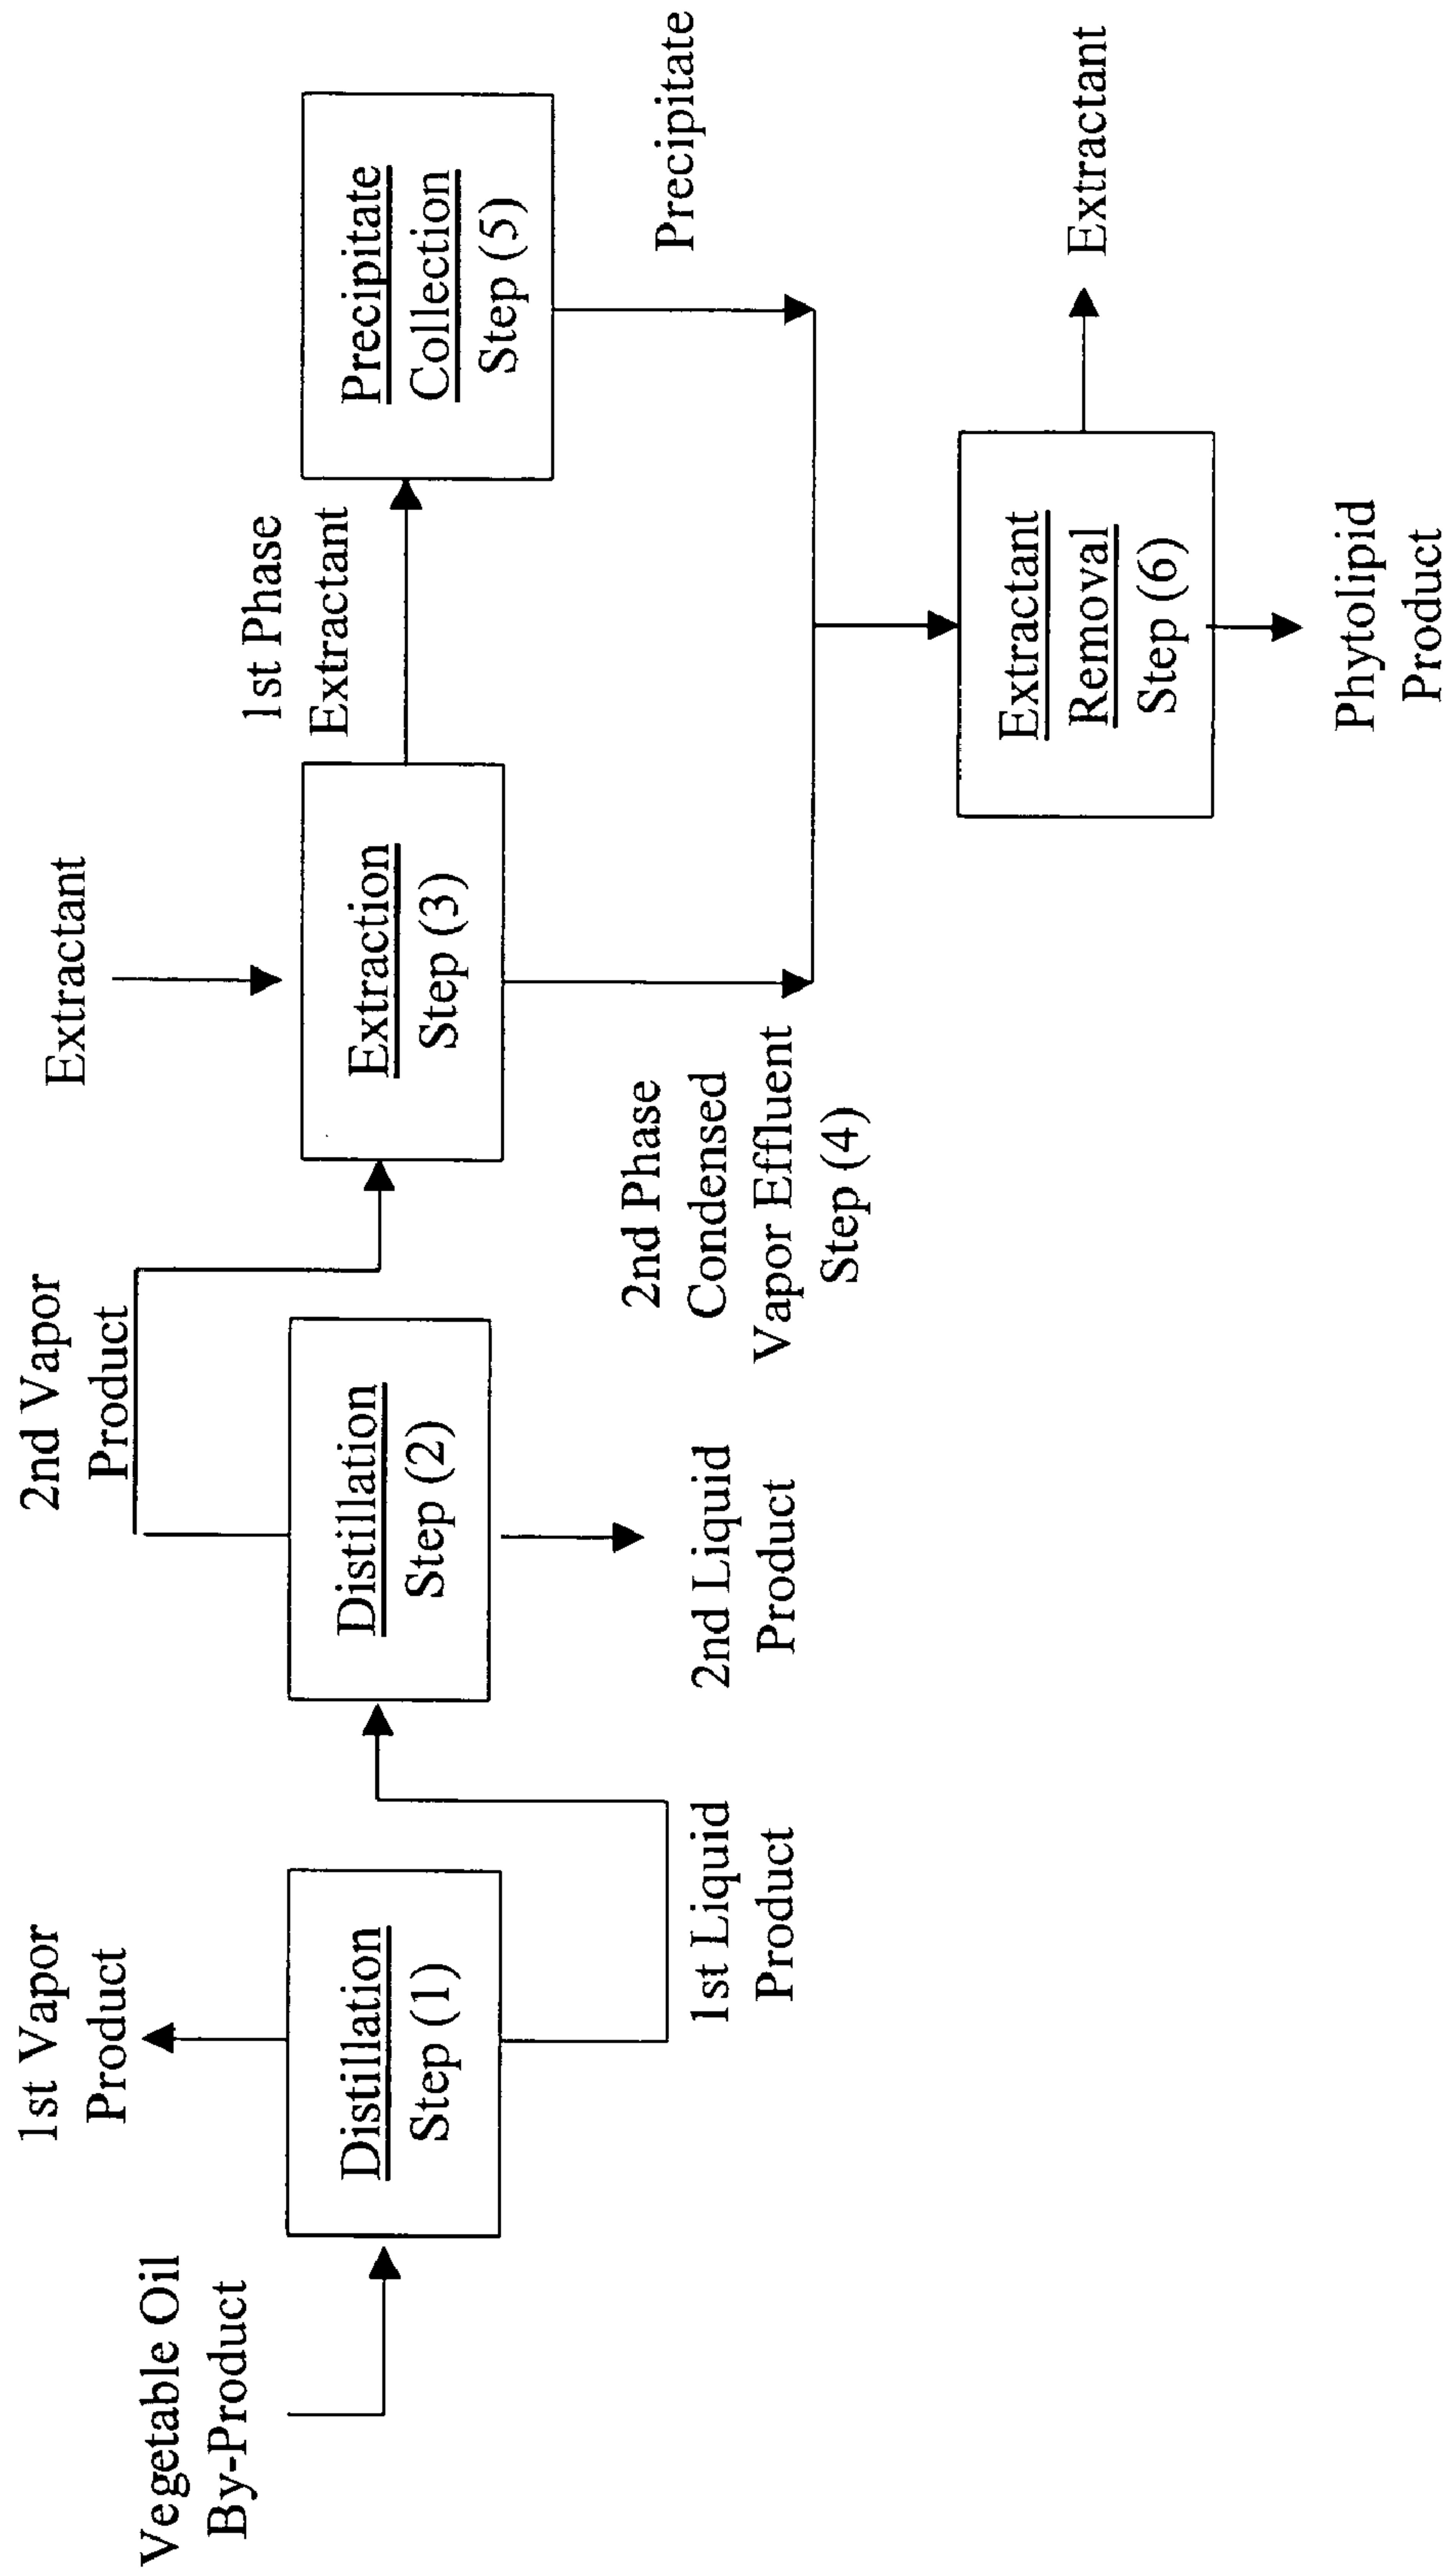 Vegetable Oil
By-Product
1st Vapor
Product
Distillation
Step (1)
1st Liquid
Product
2nd Vapor
Product
Distillation
Step (2)
2nd Liquid
Product
Extractant
Extraction
Step (3)
2nd Phase
Condensed
Vapor Effluent
Step (4)
1st Phase
Extractant
Precipitate
Collection
Step (5)
Precipitate
Extractant
Removal
Step (6)
Extractant
Phytolipid
Product